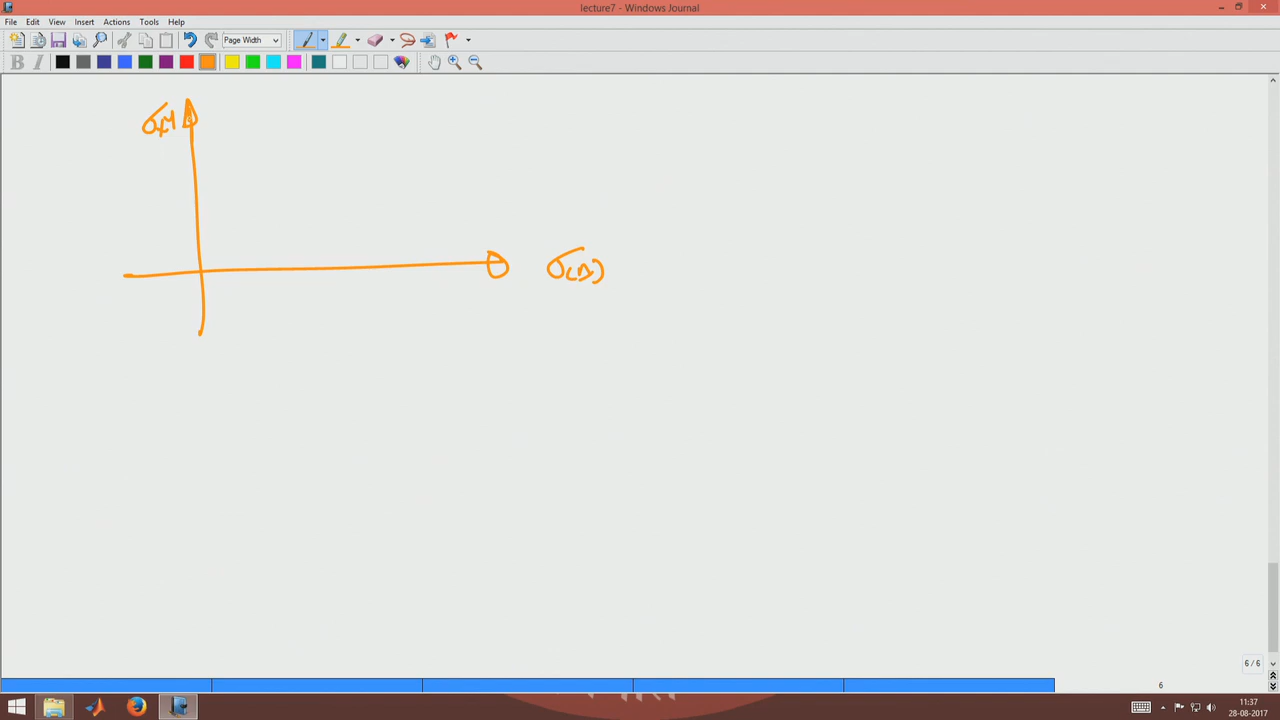 lecture7 - Windows Journal
File Edit View Insert Actions Tools Help
Page Width
B I
σ(s)
6/6
6
11:37
28-08-2017